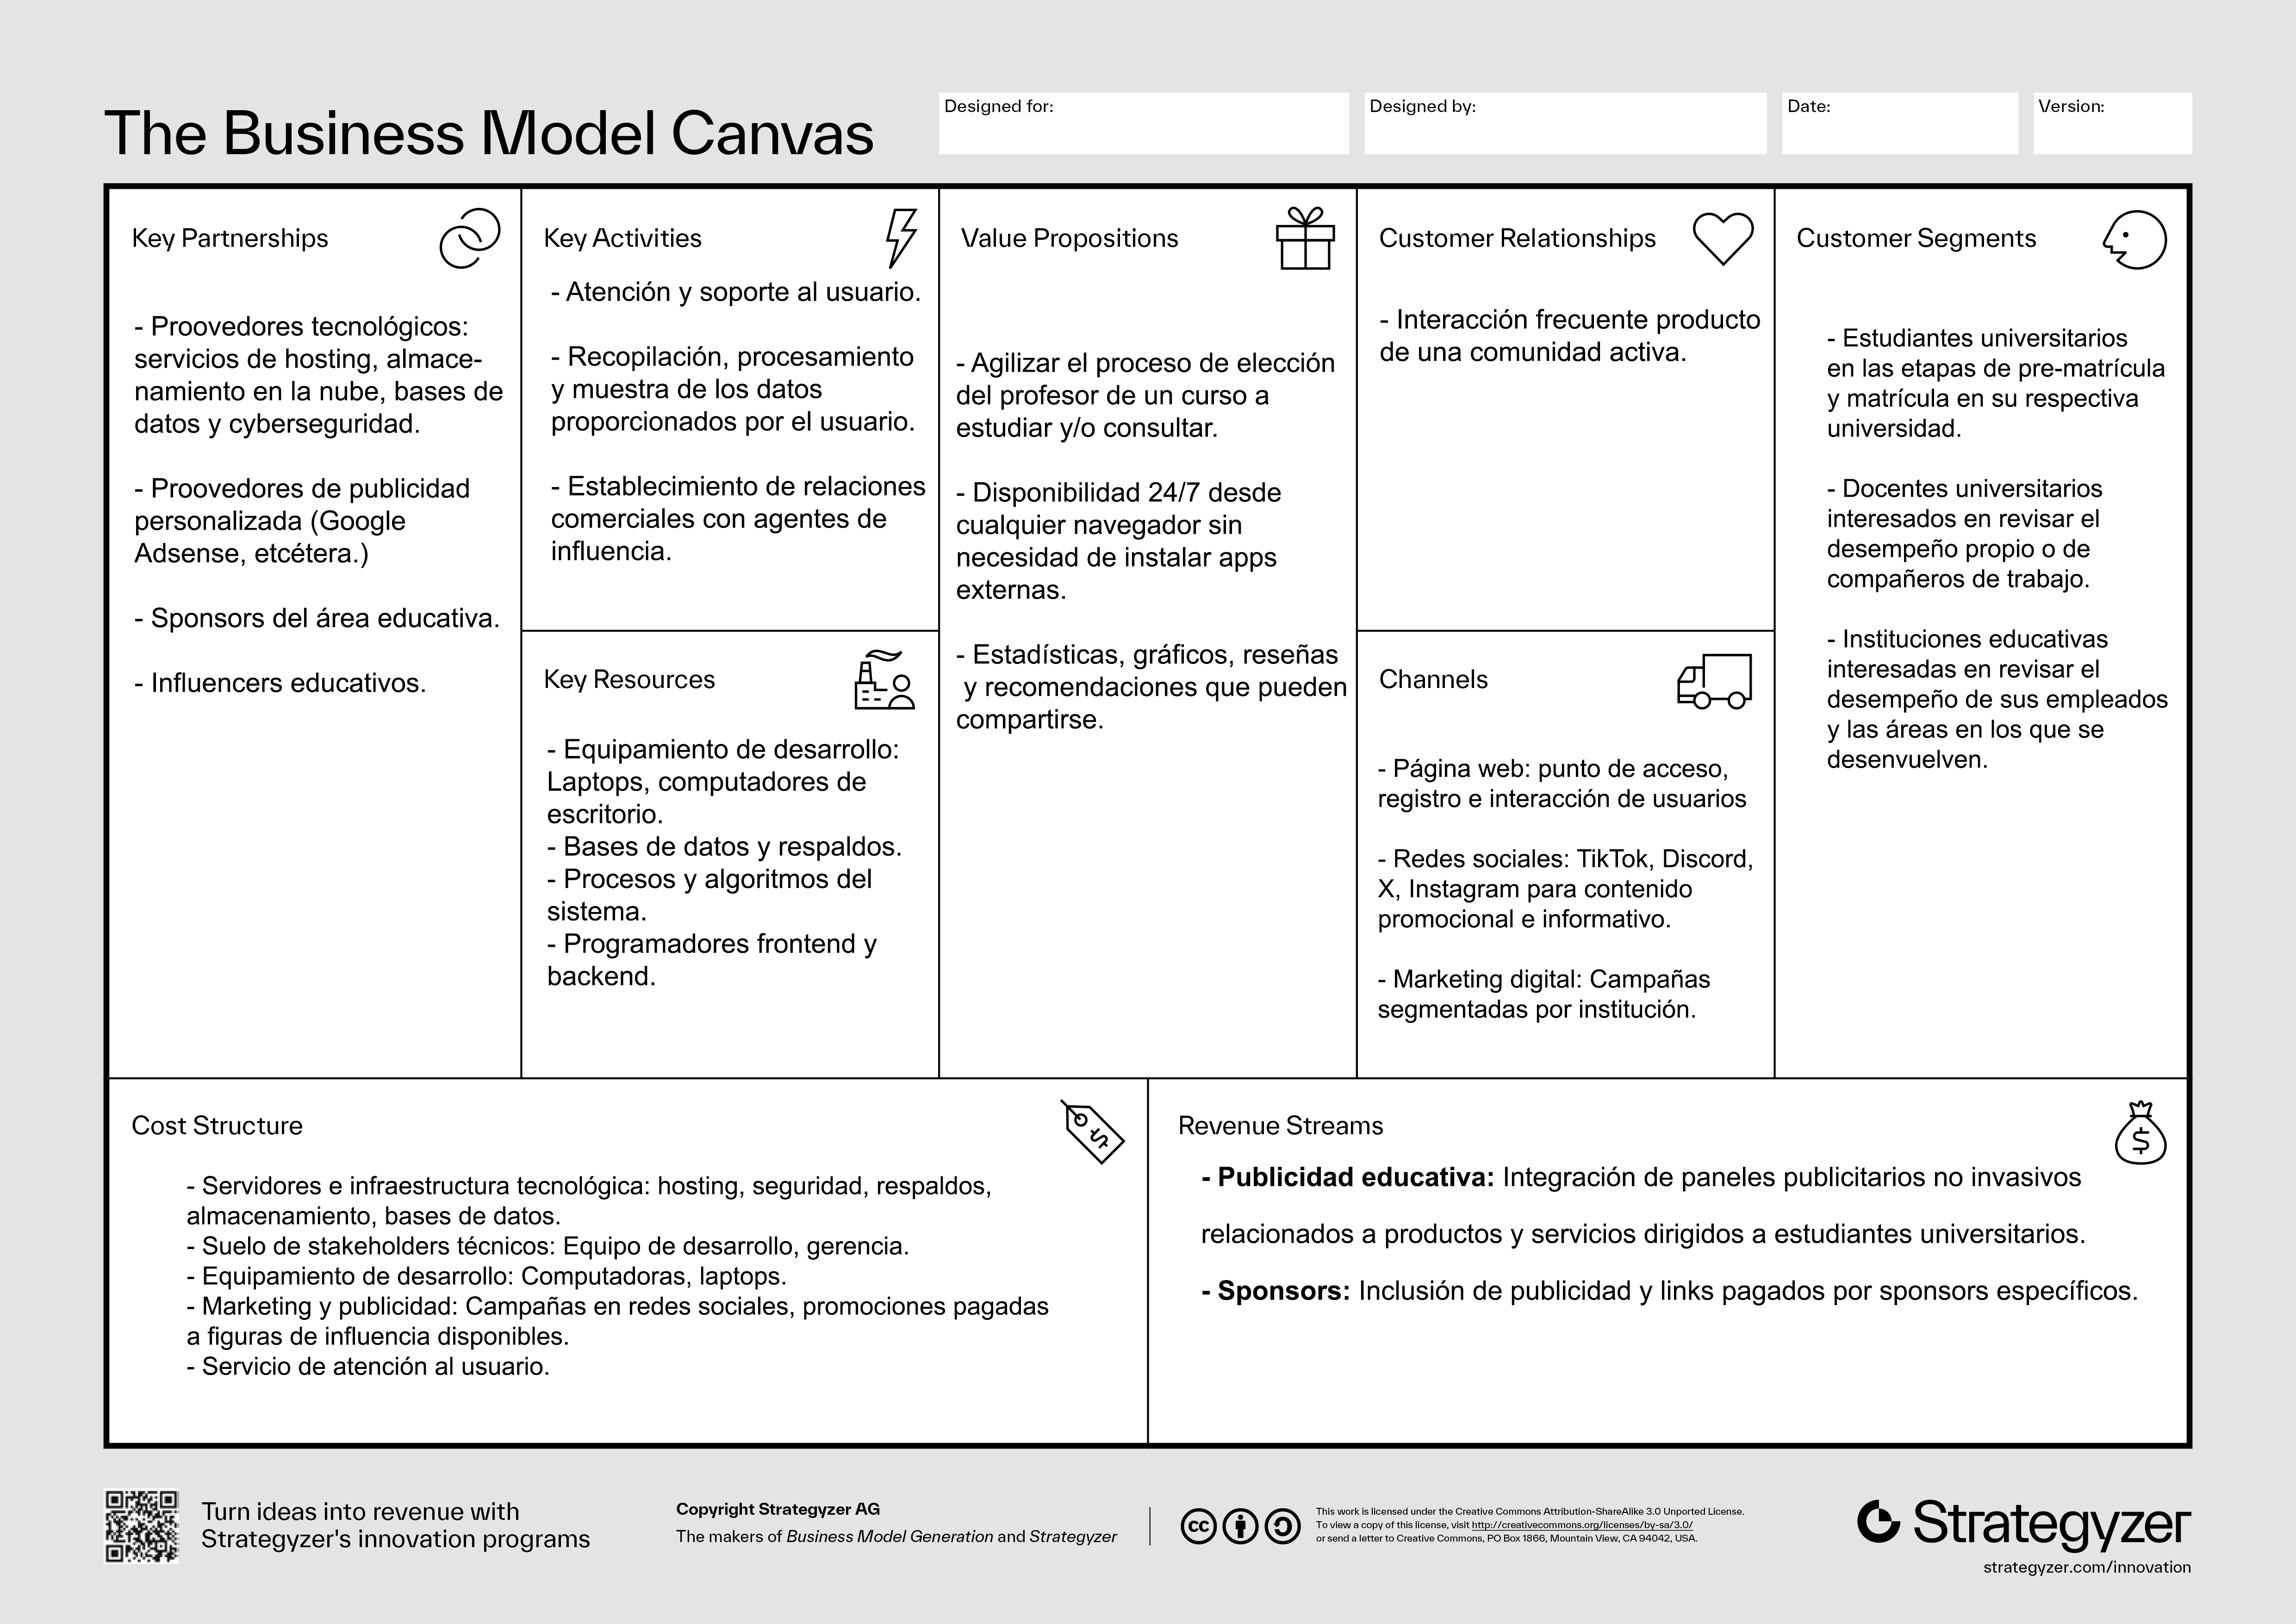 The Business Model Canvas
Designed for:
Designed by:
Date:
Version:
Key Partnerships
- Proovedores tecnológicos:
servicios de hosting, almace-
namiento en la nube, bases de
datos y cyberseguridad.
- Proovedores de publicidad
personalizada (Google
Adsense, etcétera.)
- Sponsors del área educativa.
- Influencers educativos.
Key Activities
- Atención y soporte al usuario.
- Recopilación, procesamiento
y muestra de los datos
proporcionados por el usuario.
- Establecimiento de relaciones
comerciales con agentes de
influencia.
Key Resources
- Equipamiento de desarrollo:
Laptops, computadores de
escritorio.
- Bases de datos y respaldos.
- Procesos y algoritmos del
sistema.
- Programadores frontend y
backend.
Value Propositions
- Agilizar el proceso de elección
del profesor de un curso a
estudiar y/o consultar.
- Disponibilidad 24/7 desde
cualquier navegador sin
necesidad de instalar apps
externas.
- Estadísticas, gráficos, reseñas
y recomendaciones que pueden
compartirse.
Customer Relationships
- Interacción frecuente producto
de una comunidad activa.
Channels
- Página web: punto de acceso,
registro e interacción de usuarios
- Redes sociales: TikTok, Discord,
X, Instagram para contenido
promocional e informativo.
- Marketing digital: Campañas
segmentadas por institución.
Customer Segments
- Estudiantes universitarios
en las etapas de pre-matrícula
y matrícula en su respectiva
universidad.
- Docentes universitarios
interesados en revisar el
desempeño propio o de
compañeros de trabajo.
- Instituciones educativas
interesadas en revisar el
desempeño de sus empleados
y las áreas en los que se
desenvuelven.
Cost Structure
- Servidores e infraestructura tecnológica: hosting, seguridad, respaldos,
almacenamiento, bases de datos.
- Suelo de stakeholders técnicos: Equipo de desarrollo, gerencia.
- Equipamiento de desarrollo: Computadoras, laptops.
- Marketing y publicidad: Campañas en redes sociales, promociones pagadas
a figuras de influencia disponibles.
- Servicio de atención al usuario.
Revenue Streams
- Publicidad educativa: Integración de paneles publicitarios no invasivos
relacionados a productos y servicios dirigidos a estudiantes universitarios.
- Sponsors: Inclusión de publicidad y links pagados por sponsors específicos.
Turn ideas into revenue with
Strategyzer's innovation programs
Copyright Strategyzer AG
The makers of Business Model Generation and Strategyzer
This work is licensed under the Creative Commons Attribution-ShareAlike 3.0 Unported License.
To view a copy of this license, visit http://creativecommons.org/licenses/by-sa/3.0/
or send a letter to Creative Commons, PO Box 1866, Mountain View, CA 94042, USA.
Strategyzer
strategyzer.com/innovation